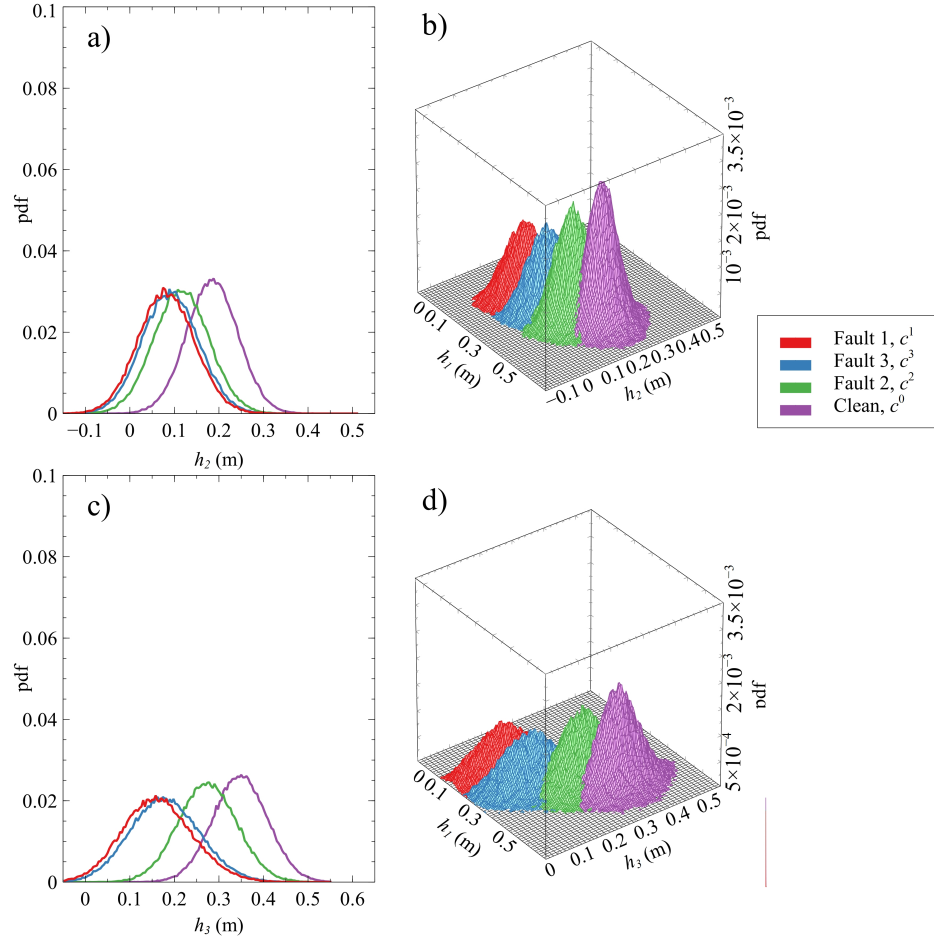 a)
0.1
0.08
0.06
0.04
0.02
0
pdf
−0.1 0 0.1 0.2 0.3 0.4 0.5
h2 (m)
b)
3.5×10⁻³
2×10⁻³
10⁻³
pdf
0 0.1 0.3 0.5
h1 (m)
−0.1 0 0.1 0.2 0.3 0.4 0.5
h2 (m)
Fault 1, c¹
Fault 3, c³
Fault 2, c²
Clean, c⁰
c)
0.1
0.08
0.06
0.04
0.02
0
pdf
0 0.1 0.2 0.3 0.4 0.5 0.6
h3 (m)
d)
3.5×10⁻³
2×10⁻³
5×10⁻⁴
pdf
0 0.1 0.3 0.5
h1 (m)
0 0.1 0.2 0.3 0.4 0.5
h3 (m)